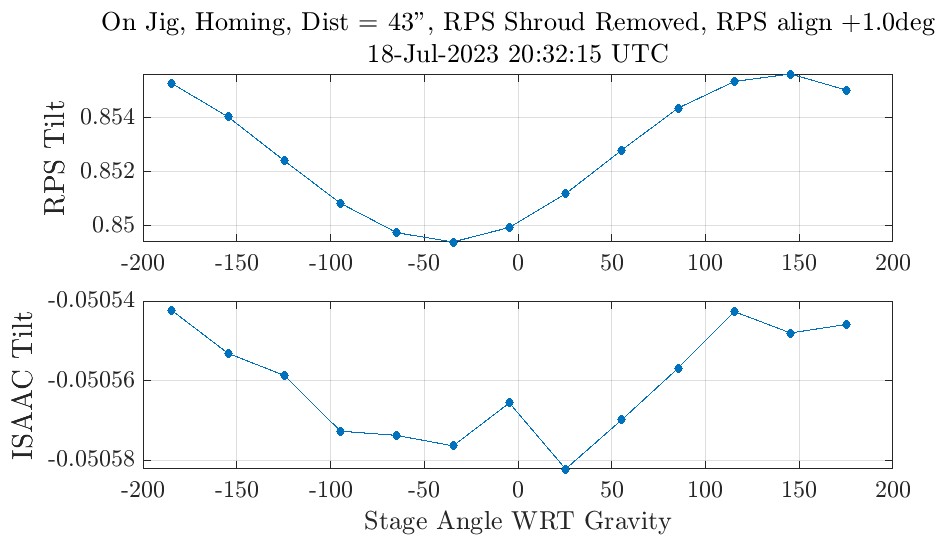 On Jig, Homing, Dist = 43”, RPS Shroud Removed, RPS align +1.0deg
18-Jul-2023 20:32:15 UTC
RPS Tilt
0.854
0.852
0.85
-200 -150 -100 -50 0 50 100 150 200
ISAAC Tilt
-0.05054
-0.05056
-0.05058
-200 -150 -100 -50 0 50 100 150 200
Stage Angle WRT Gravity